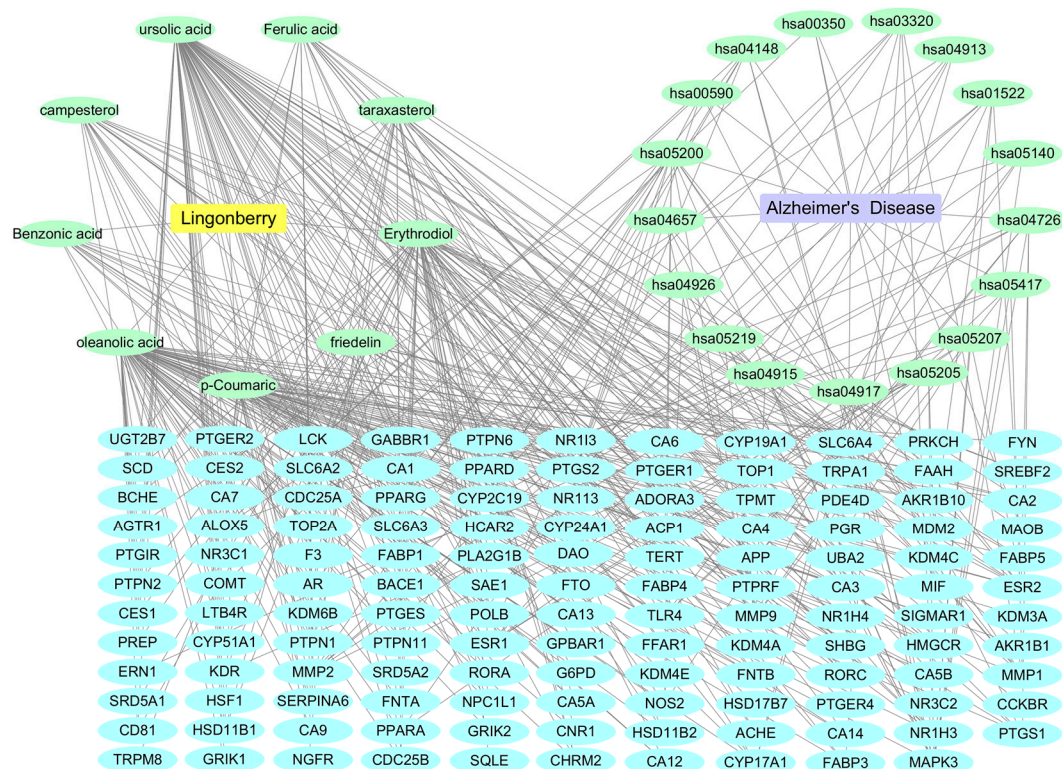 ursolic acid Ferulic acid hsa00350 hsa03320
hsa04148 hsa04913
hsa00590 hsa01522
campesterol taraxasterol
hsa05200 hsa05140
Lingonberry Alzheimer's Disease
hsa04657 hsa04726
Benzonic acid Erythrodiol
hsa04926 hsa05417
oleanolic acid friedelin hsa05219 hsa05207
hsa04915 hsa05205
p-Coumaric hsa04917
UGT2B7 PTGER2 LCK GABBR1 PTPN6 NR1I3 CA6 CYP19A1 SLC6A4 PRKCH FYN
SCD CES2 SLC6A2 CA1 PPARD PTGS2 PTGER1 TOP1 TRPA1 FAAH SREBF2
BCHE CA7 CDC25A PPARG CYP2C19 NR113 ADORA3 TPMT PDE4D AKR1B10 CA2
AGTR1 ALOX5 TOP2A SLC6A3 HCAR2 CYP24A1 ACP1 CA4 PGR MDM2 MAOB
PTGIR NR3C1 F3 FABP1 PLA2G1B DAO TERT APP UBA2 KDM4C FABP5
PTPN2 COMT AR BACE1 SAE1 FTO FABP4 PTPRF CA3 MIF ESR2
CES1 LTB4R KDM6B PTGES POLB CA13 TLR4 MMP9 NR1H4 SIGMAR1 KDM3A
PREP CYP51A1 PTPN1 PTPN11 ESR1 GPBAR1 FFAR1 KDM4A SHBG HMGCR AKR1B1
ERN1 KDR MMP2 SRD5A2 RORA G6PD KDM4E FNTB RORC CA5B MMP1
SRD5A1 HSF1 SERPINA6 FNTA NPC1L1 CA5A NOS2 HSD17B7 PTGER4 NR3C2 CCKBR
CD81 HSD11B1 CA9 PPARA GRIK2 CNR1 HSD11B2 ACHE CA14 NR1H3 PTGS1
TRPM8 GRIK1 NGFR CDC25B SQLE CHRM2 CA12 CYP17A1 FABP3 MAPK3